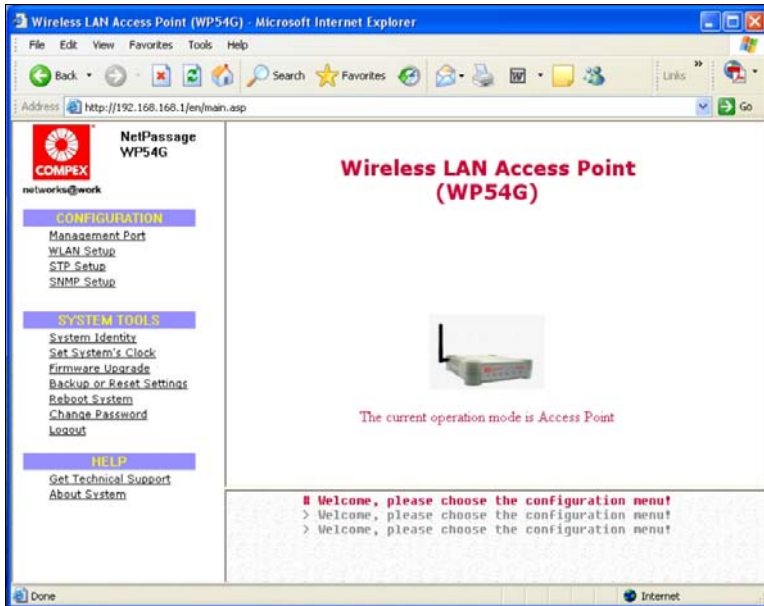 Wireless LAN Access Point (WP54G) - Microsoft Internet Explorer
File Edit View Favorites Tools Help
Back Search Favorites Links »
Address http://192.168.168.1/en/main.asp Go
COMPEX
networks@work
NetPassage
WP54G
CONFIGURATION
Management Port
WLAN Setup
STP Setup
SNMP Setup
SYSTEM TOOLS
System Identity
Set System's Clock
Firmware Upgrade
Backup or Reset Settings
Reboot System
Change Password
Logout
HELP
Get Technical Support
About System
Wireless LAN Access Point
(WP54G)
The current operation mode is Access Point
# Welcome, please choose the configuration menu!
> Welcome, please choose the configuration menu!
> Welcome, please choose the configuration menu!
Done Internet